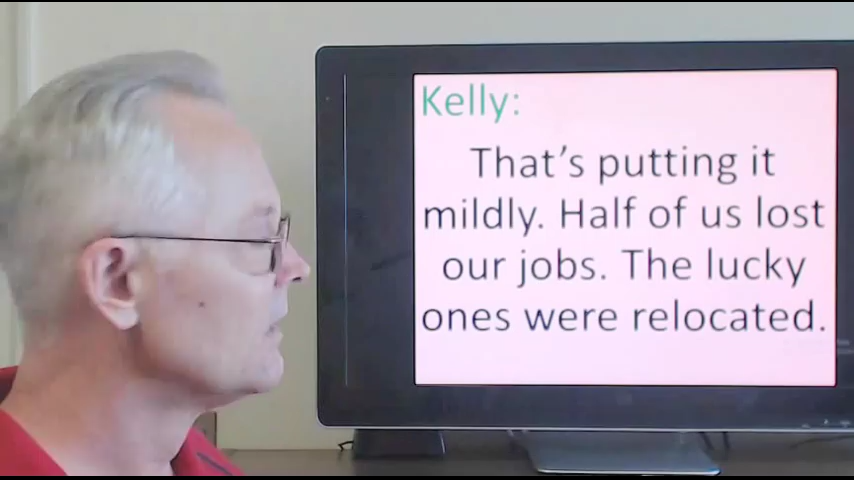 Kelly:
That’s putting it
mildly. Half of us lost
our jobs. The lucky
ones were relocated.